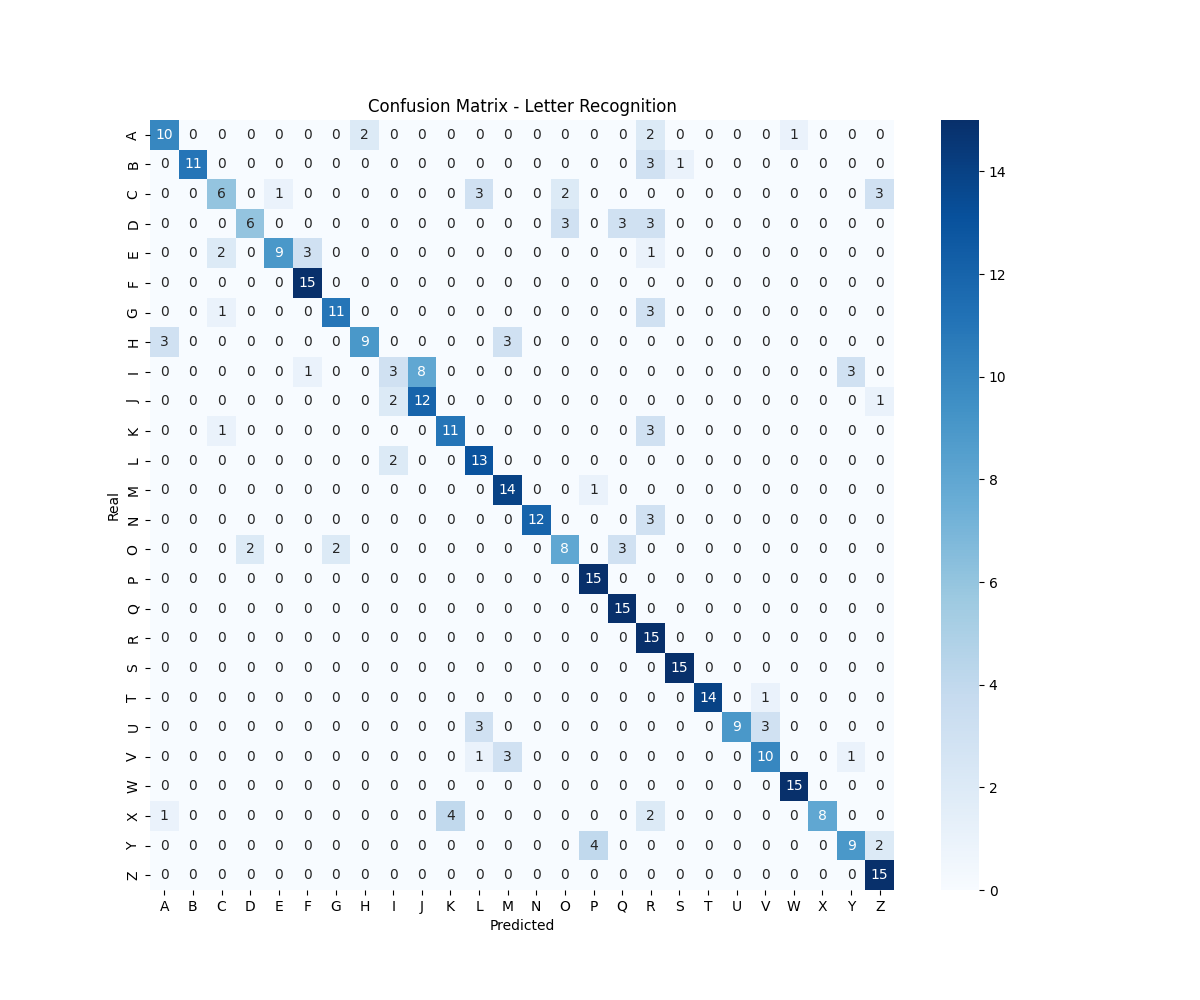 Confusion Matrix - Letter Recognition
A 10 0 0 0 0 0 0 2 0 0 0 0 0 0 0 0 0 2 0 0 0 0 1 0 0 0
B 0 11 0 0 0 0 0 0 0 0 0 0 0 0 0 0 0 3 1 0 0 0 0 0 0 0
C 0 0 6 0 1 0 0 0 0 0 0 3 0 0 2 0 0 0 0 0 0 0 0 0 0 3
D 0 0 0 6 0 0 0 0 0 0 0 0 0 0 3 0 3 3 0 0 0 0 0 0 0 0
E 0 0 2 0 9 3 0 0 0 0 0 0 0 0 0 0 0 1 0 0 0 0 0 0 0 0
F 0 0 0 0 0 15 0 0 0 0 0 0 0 0 0 0 0 0 0 0 0 0 0 0 0 0
G 0 0 1 0 0 0 11 0 0 0 0 0 0 0 0 0 0 3 0 0 0 0 0 0 0 0
H 3 0 0 0 0 0 0 9 0 0 0 0 3 0 0 0 0 0 0 0 0 0 0 0 0 0
I 0 0 0 0 0 1 0 0 3 8 0 0 0 0 0 0 0 0 0 0 0 0 0 0 3 0
J 0 0 0 0 0 0 0 0 2 12 0 0 0 0 0 0 0 0 0 0 0 0 0 0 0 1
K 0 0 1 0 0 0 0 0 0 0 11 0 0 0 0 0 0 3 0 0 0 0 0 0 0 0
L 0 0 0 0 0 0 0 0 2 0 0 13 0 0 0 0 0 0 0 0 0 0 0 0 0 0
M 0 0 0 0 0 0 0 0 0 0 0 0 14 0 0 1 0 0 0 0 0 0 0 0 0 0
N 0 0 0 0 0 0 0 0 0 0 0 0 0 12 0 0 0 3 0 0 0 0 0 0 0 0
O 0 0 0 2 0 0 2 0 0 0 0 0 0 0 8 0 3 0 0 0 0 0 0 0 0 0
P 0 0 0 0 0 0 0 0 0 0 0 0 0 0 0 15 0 0 0 0 0 0 0 0 0 0
Q 0 0 0 0 0 0 0 0 0 0 0 0 0 0 0 0 15 0 0 0 0 0 0 0 0 0
R 0 0 0 0 0 0 0 0 0 0 0 0 0 0 0 0 0 15 0 0 0 0 0 0 0 0
S 0 0 0 0 0 0 0 0 0 0 0 0 0 0 0 0 0 0 15 0 0 0 0 0 0 0
T 0 0 0 0 0 0 0 0 0 0 0 0 0 0 0 0 0 0 0 14 0 1 0 0 0 0
U 0 0 0 0 0 0 0 0 0 0 0 3 0 0 0 0 0 0 0 0 9 3 0 0 0 0
V 0 0 0 0 0 0 0 0 0 0 0 1 3 0 0 0 0 0 0 0 0 10 0 0 1 0
W 0 0 0 0 0 0 0 0 0 0 0 0 0 0 0 0 0 0 0 0 0 0 15 0 0 0
X 1 0 0 0 0 0 0 0 0 0 4 0 0 0 0 0 0 2 0 0 0 0 0 8 0 0
Y 0 0 0 0 0 0 0 0 0 0 0 0 0 0 0 4 0 0 0 0 0 0 0 0 9 2
Z 0 0 0 0 0 0 0 0 0 0 0 0 0 0 0 0 0 0 0 0 0 0 0 0 0 15
A B C D E F G H I J K L M N O P Q R S T U V W X Y Z
Predicted
Real
14
12
10
8
6
4
2
0